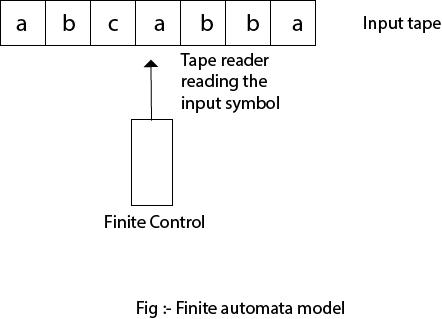 a b c a b b a Input tape
Tape reader
reading the
input symbol
Finite Control
Fig :- Finite automata model